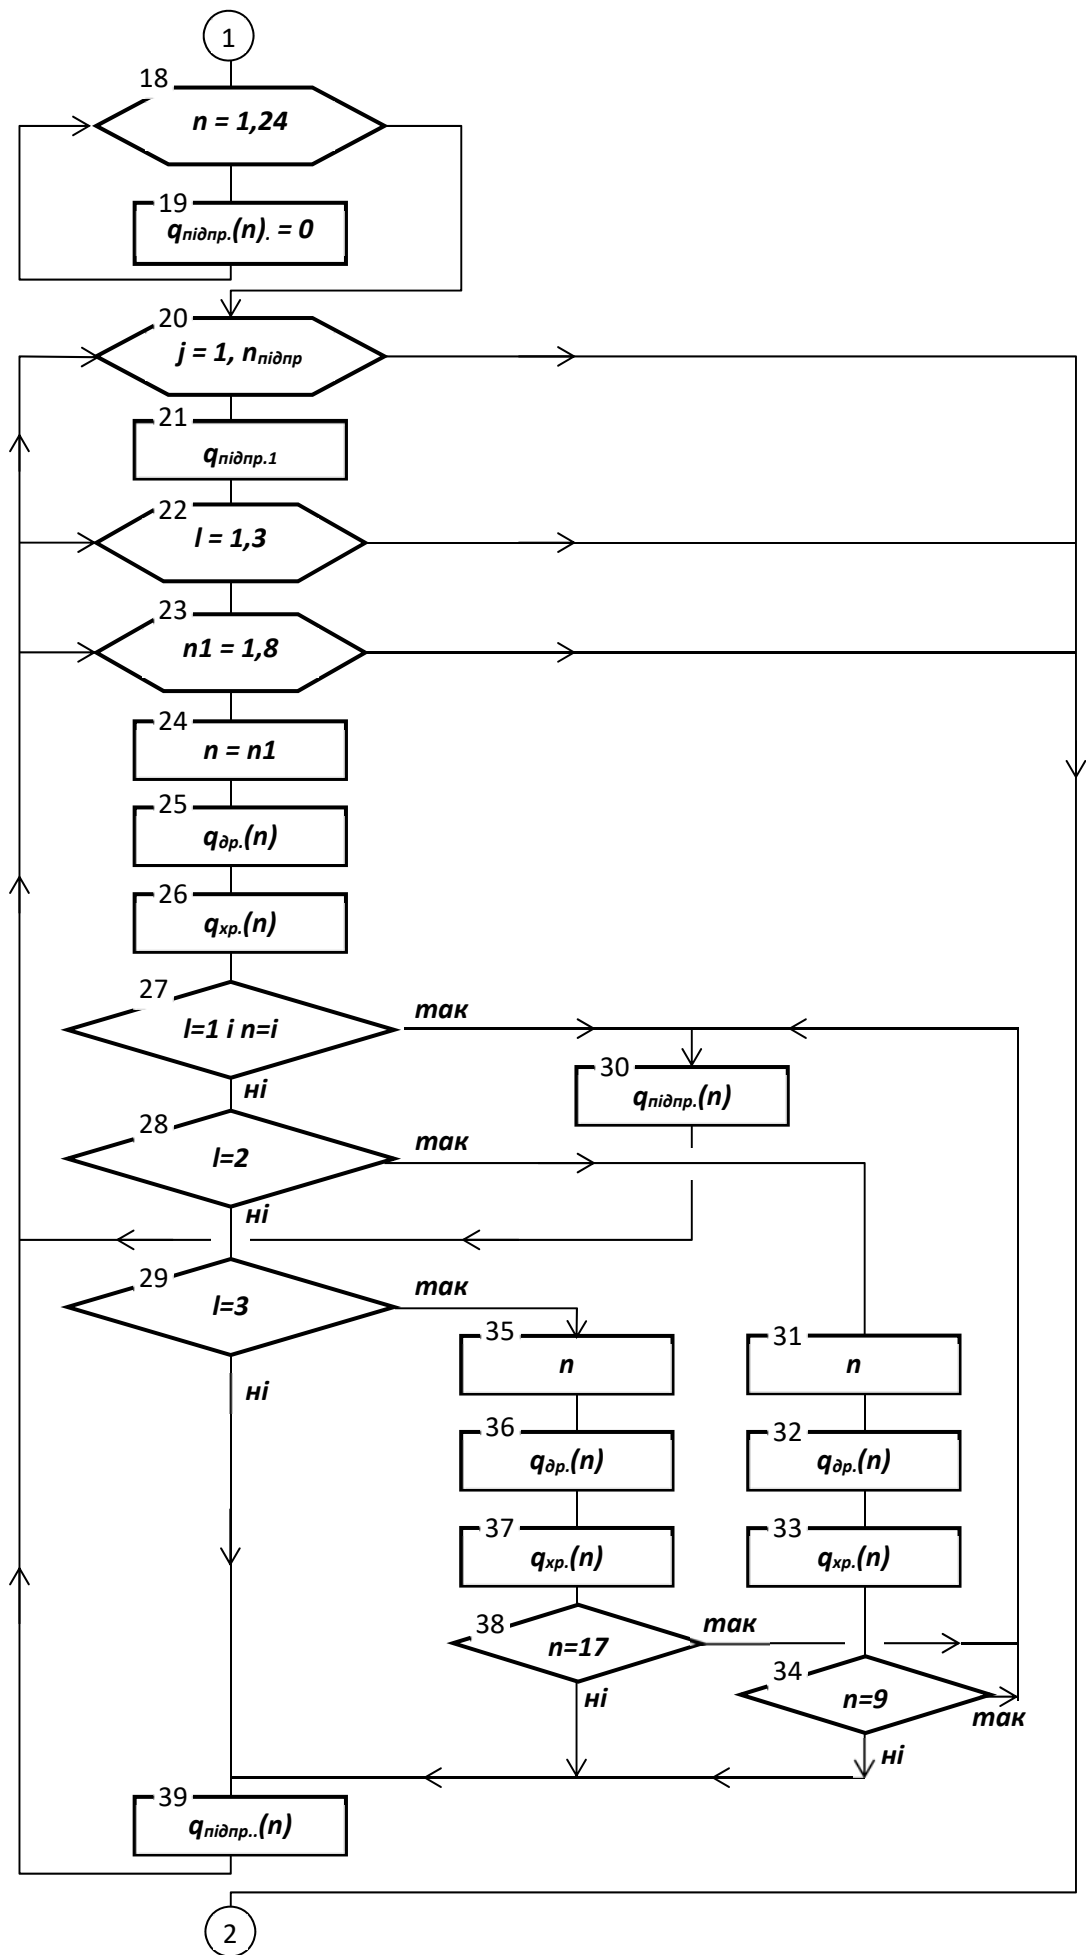 1
18
n = 1,24
19
qпідпр.(n). = 0
20
j = 1, nпідпр
21
qпідпр.1
22
l = 1,3
23
n1 = 1,8
24
n = n1
25
qдр.(n)
26
qхр.(n)
27
l=1 і n=і
так
ні
30
qпідпр.(n)
28
l=2
так
ні
29
l=3
так
ні
35
n
31
n
36
qдр.(n)
32
qдр.(n)
37
qхр.(n)
33
qхр.(n)
38
n=17
так
ні
34
n=9
так
ні
39
qпідпр..(n)
2